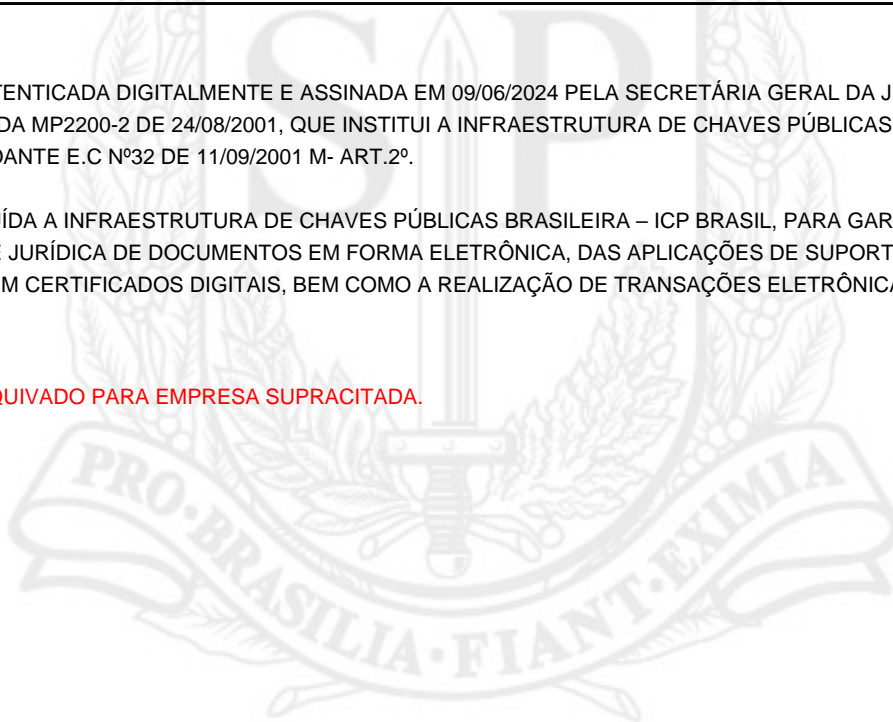 TENTICADA DIGITALMENTE E ASSINADA EM 09/06/2024 PELA SECRETÁRIA GERAL DA J
DA MP2200-2 DE 24/08/2001, QUE INSTITUI A INFRAESTRUTURA DE CHAVES PÚBLICAS
DANTE E.C Nº32 DE 11/09/2001 M- ART.2º.
UÍDA A INFRAESTRUTURA DE CHAVES PÚBLICAS BRASILEIRA – ICP BRASIL, PARA GAR
E JURÍDICA DE DOCUMENTOS EM FORMA ELETRÔNICA, DAS APLICAÇÕES DE SUPORT
M CERTIFICADOS DIGITAIS, BEM COMO A REALIZAÇÃO DE TRANSAÇÕES ELETRÔNICA
QUIVADO PARA EMPRESA SUPRACITADA.
SP
PRO·BRASILIA·FIANT·EXIMIA